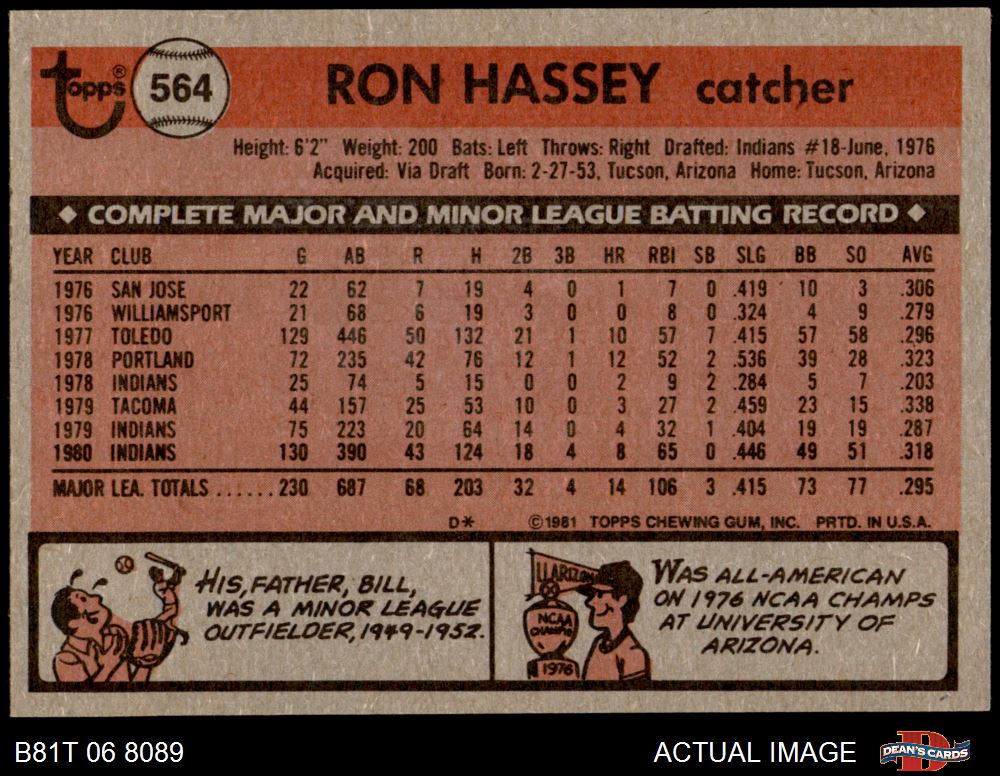 topps® 564 RON HASSEY catcher
Height: 6'2" Weight: 200 Bats: Left Throws: Right Drafted: Indians #18-June, 1976
Acquired: Via Draft Born: 2-27-53, Tucson, Arizona Home: Tucson, Arizona
◆ COMPLETE MAJOR AND MINOR LEAGUE BATTING RECORD ◆
YEAR CLUB G AB R H 2B 3B HR RBI SB SLG BB SO AVG
1976 SAN JOSE 22 62 7 19 4 0 1 7 0 .419 10 3 .306
1976 WILLIAMSPORT 21 68 6 19 3 0 0 8 0 .324 4 9 .279
1977 TOLEDO 129 446 50 132 21 1 10 57 7 .415 57 58 .296
1978 PORTLAND 72 235 42 76 12 1 12 52 2 .536 39 28 .323
1978 INDIANS 25 74 5 15 0 0 2 9 2 .284 5 7 .203
1979 TACOMA 44 157 25 53 10 0 3 27 2 .459 23 15 .338
1979 INDIANS 75 223 20 64 14 0 4 32 1 .404 19 19 .287
1980 INDIANS 130 390 43 124 18 4 8 65 0 .446 49 51 .318
MAJOR LEA. TOTALS ......230 687 68 203 32 4 14 106 3 .415 73 77 .295
D* ©1981 TOPPS CHEWING GUM, INC. PRTD. IN U.S.A.
HIS, FATHER, BILL,
WAS A MINOR LEAGUE
OUTFIELDER, 1949-1952.
U. ARIZONA
NCAA
CHAMPS
1976
WAS ALL-AMERICAN
ON 1976 NCAA CHAMPS
AT UNIVERSITY OF
ARIZONA.
B81T 06 8089 ACTUAL IMAGE DEAN'S CARDS